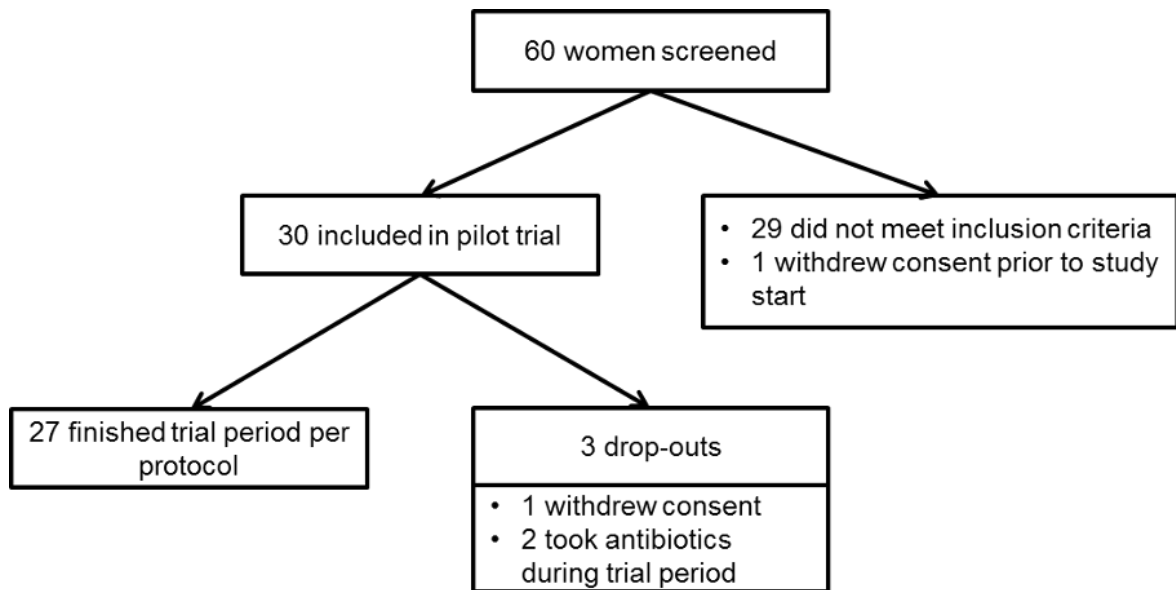 60 women screened
30 included in pilot trial
• 29 did not meet inclusion criteria
• 1 withdrew consent prior to study
start
27 finished trial period per
protocol
3 drop-outs
• 1 withdrew consent
• 2 took antibiotics
during trial period